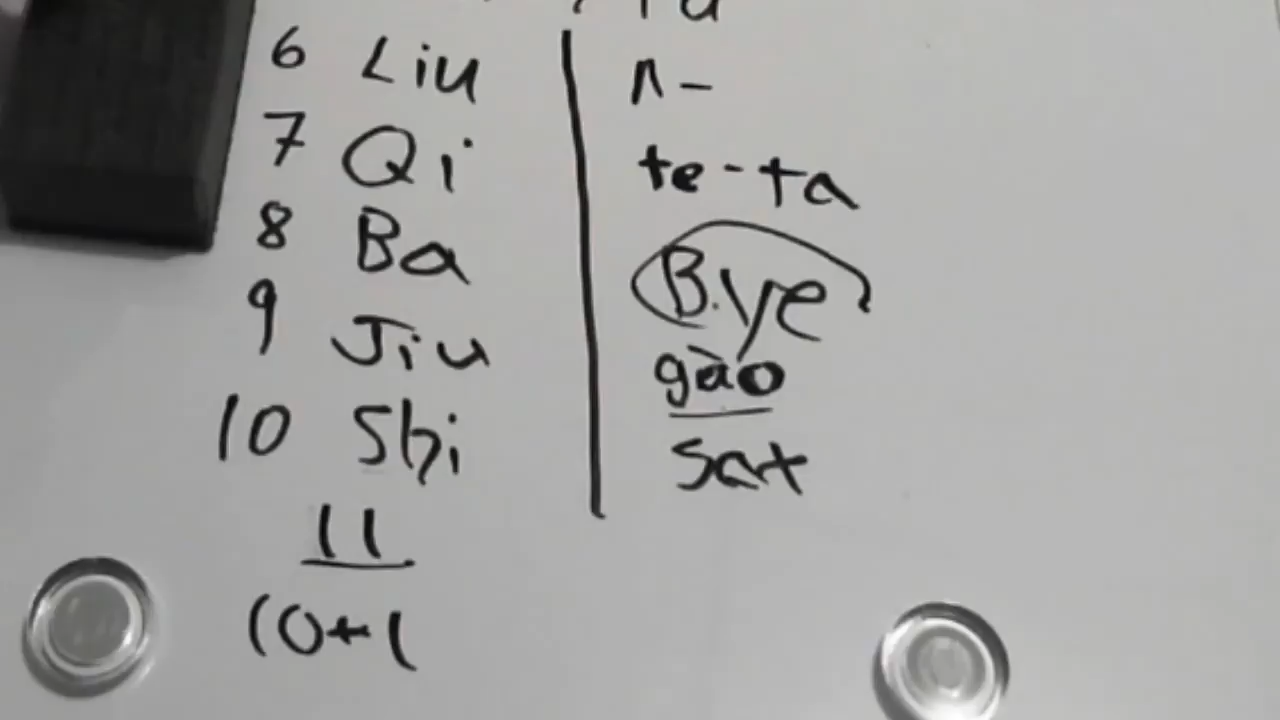 6 Liu
7 Qi te-ta
8 Ba B.ye
9 Jiu gào
10 Shi sat
11
10+1